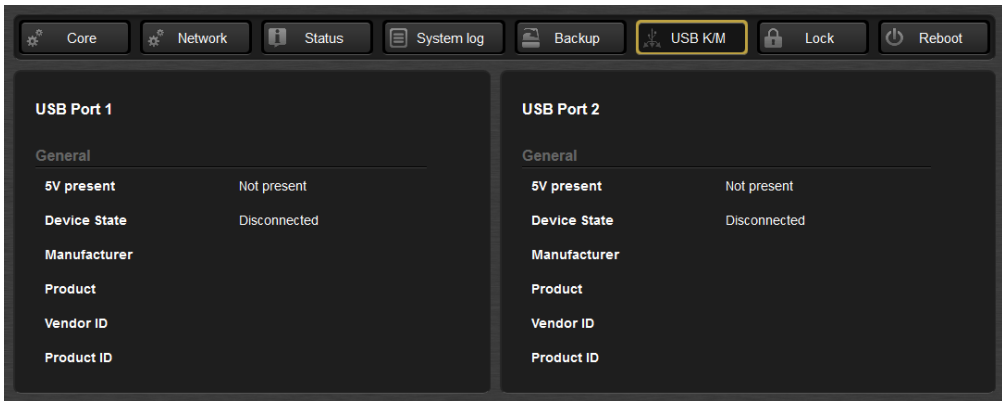 Core Network Status System log Backup USB K/M Lock Reboot
USB Port 1
General
5V present Not present
Device State Disconnected
Manufacturer
Product
Vendor ID
Product ID
USB Port 2
General
5V present Not present
Device State Disconnected
Manufacturer
Product
Vendor ID
Product ID